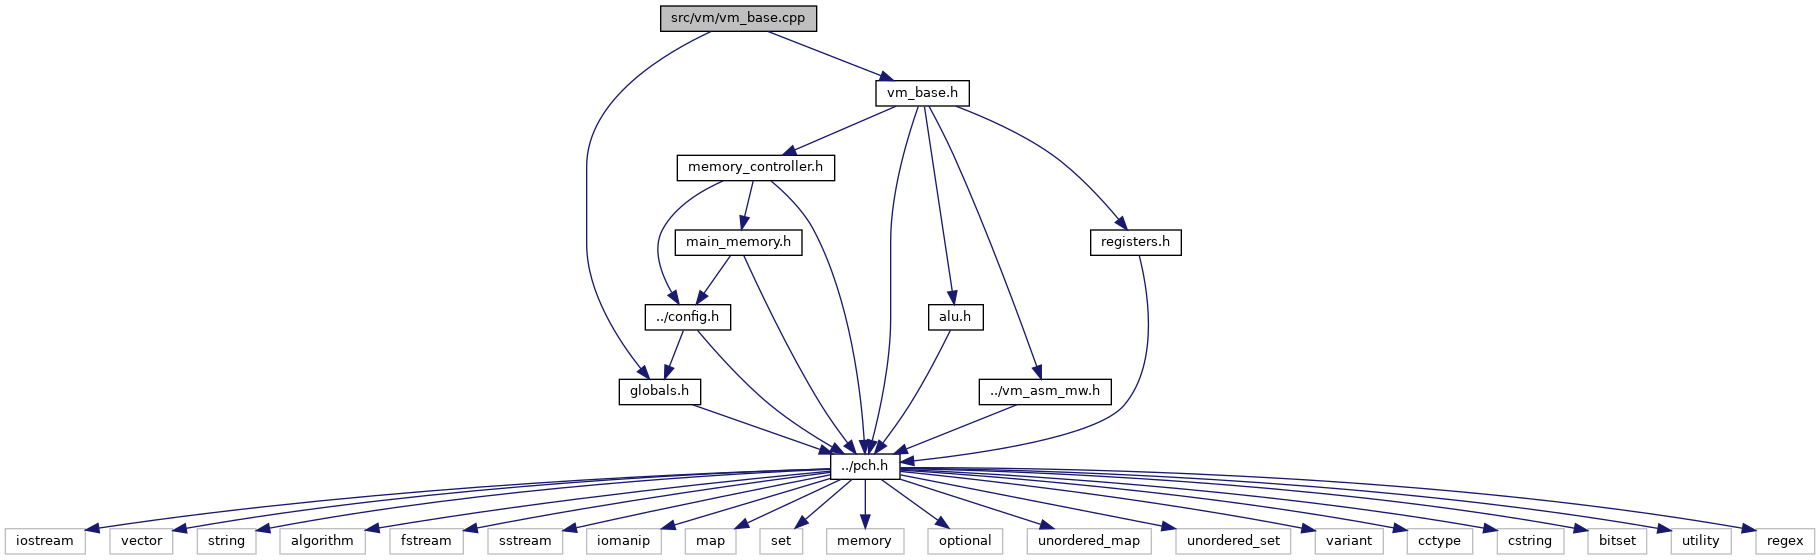 src/vm/vm_base.cpp
vm_base.h
memory_controller.h
main_memory.h
registers.h
../config.h
alu.h
globals.h
../vm_asm_mw.h
../pch.h
iostream
vector
string
algorithm
fstream
sstream
iomanip
map
set
memory
optional
unordered_map
unordered_set
variant
cctype
cstring
bitset
utility
regex